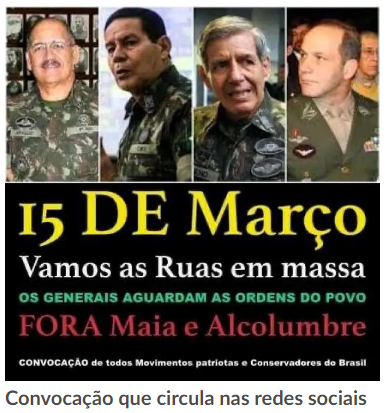 15 DE Março
Vamos as Ruas em massa
OS GENERAIS AGUARDAM AS ORDENS DO POVO
FORA Maia e Alcolumbre
CONVOCAÇÃO de todos Movimentos patriotas e Conservadores do Brasil
Convocação que circula nas redes sociais